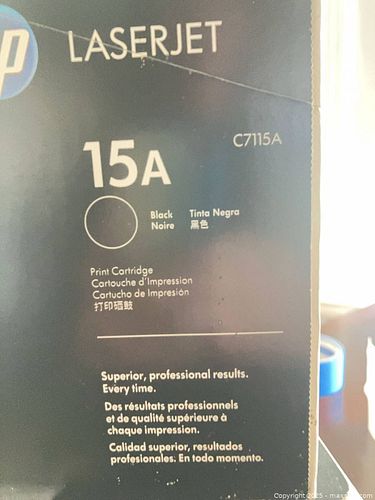 hp LASERJET
C7115A
15A
Black Tinta Negra
Noire 黑色
Print Cartridge
Cartouche d'Impression
Cartucho de Impresión
打印硒鼓
Superior, professional results.
Every time.
Des résultats professionnels
et de qualité supérieure à
chaque impression.
Calidad superior, resultados
profesionales. En todo momento.